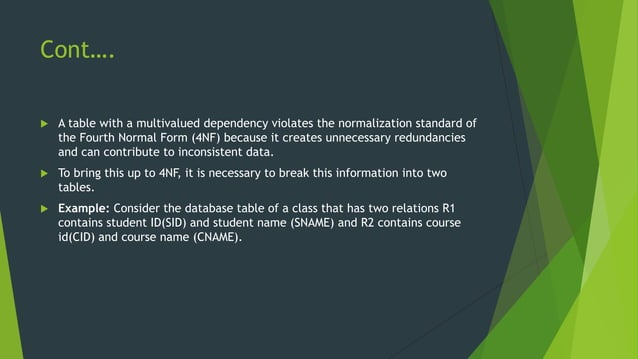 Cont....
A table with a multivalued dependency violates the normalization standard of
the Fourth Normal Form (4NF) because it creates unnecessary redundancies
and can contribute to inconsistent data.
To bring this up to 4NF, it is necessary to break this information into two
tables.
Example: Consider the database table of a class that has two relations R1
contains student ID(SID) and student name (SNAME) and R2 contains course
id(CID) and course name (CNAME).